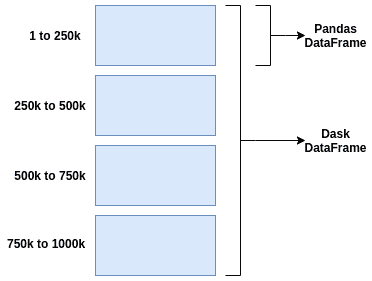 1 to 250k
Pandas
DataFrame
250k to 500k
Dask
DataFrame
500k to 750k
750k to 1000k